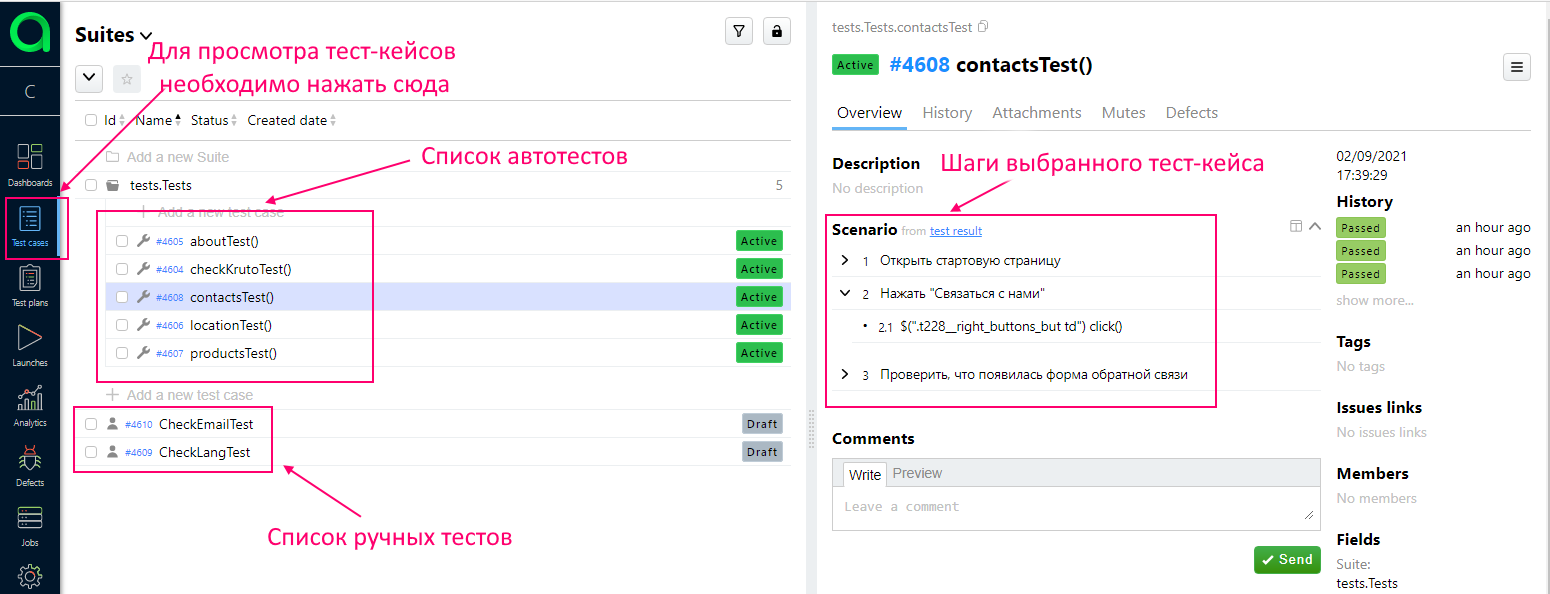 Suites
Для просмотра тест-кейсов
необходимо нажать сюда
C
Id Name Status Created date
Add a new Suite
Список автотестов
tests.Tests 5
Add a new test case
#4605 aboutTest() Active
#4604 checkKrutoTest() Active
#4608 contactsTest() Active
#4606 locationTest() Active
#4607 productsTest() Active
Add a new test case
#4610 CheckEmailTest Draft
#4609 CheckLangTest Draft
Список ручных тестов
Dashboards
Test cases
Test plans
Launches
Analytics
Defects
Jobs
tests.Tests.contactsTest
Active #4608 contactsTest()
Overview History Attachments Mutes Defects
Description
No description
Шаги выбранного тест-кейса
Scenario from test result
1 Открыть стартовую страницу
2 Нажать "Связаться с нами"
• 2.1 $(".t228__right_buttons_but td") click()
3 Проверить, что появилась форма обратной связи
Comments
Write Preview
Leave a comment
Send
02/09/2021
17:39:29
History
Passed an hour ago
Passed an hour ago
Passed an hour ago
show more...
Tags
No tags
Issues links
No issues links
Members
No members
Fields
Suite:
tests.Tests